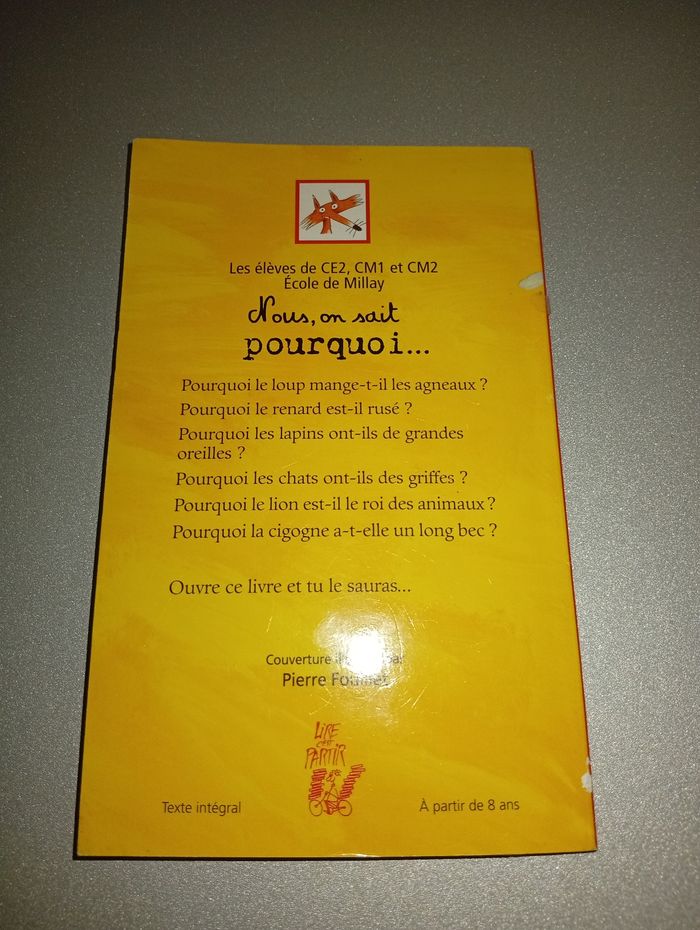 Les élèves de CE2, CM1 et CM2
École de Millay
Nous, on sait
pourquoi...
Pourquoi le loup mange-t-il les agneaux ?
Pourquoi le renard est-il rusé ?
Pourquoi les lapins ont-ils de grandes
oreilles ?
Pourquoi les chats ont-ils des griffes ?
Pourquoi le lion est-il le roi des animaux ?
Pourquoi la cigogne a-t-elle un long bec ?
Ouvre ce livre et tu le sauras...
Couverture
Pierre
LIRE
C'EST
PARTIR
Texte intégral
À partir de 8 ans